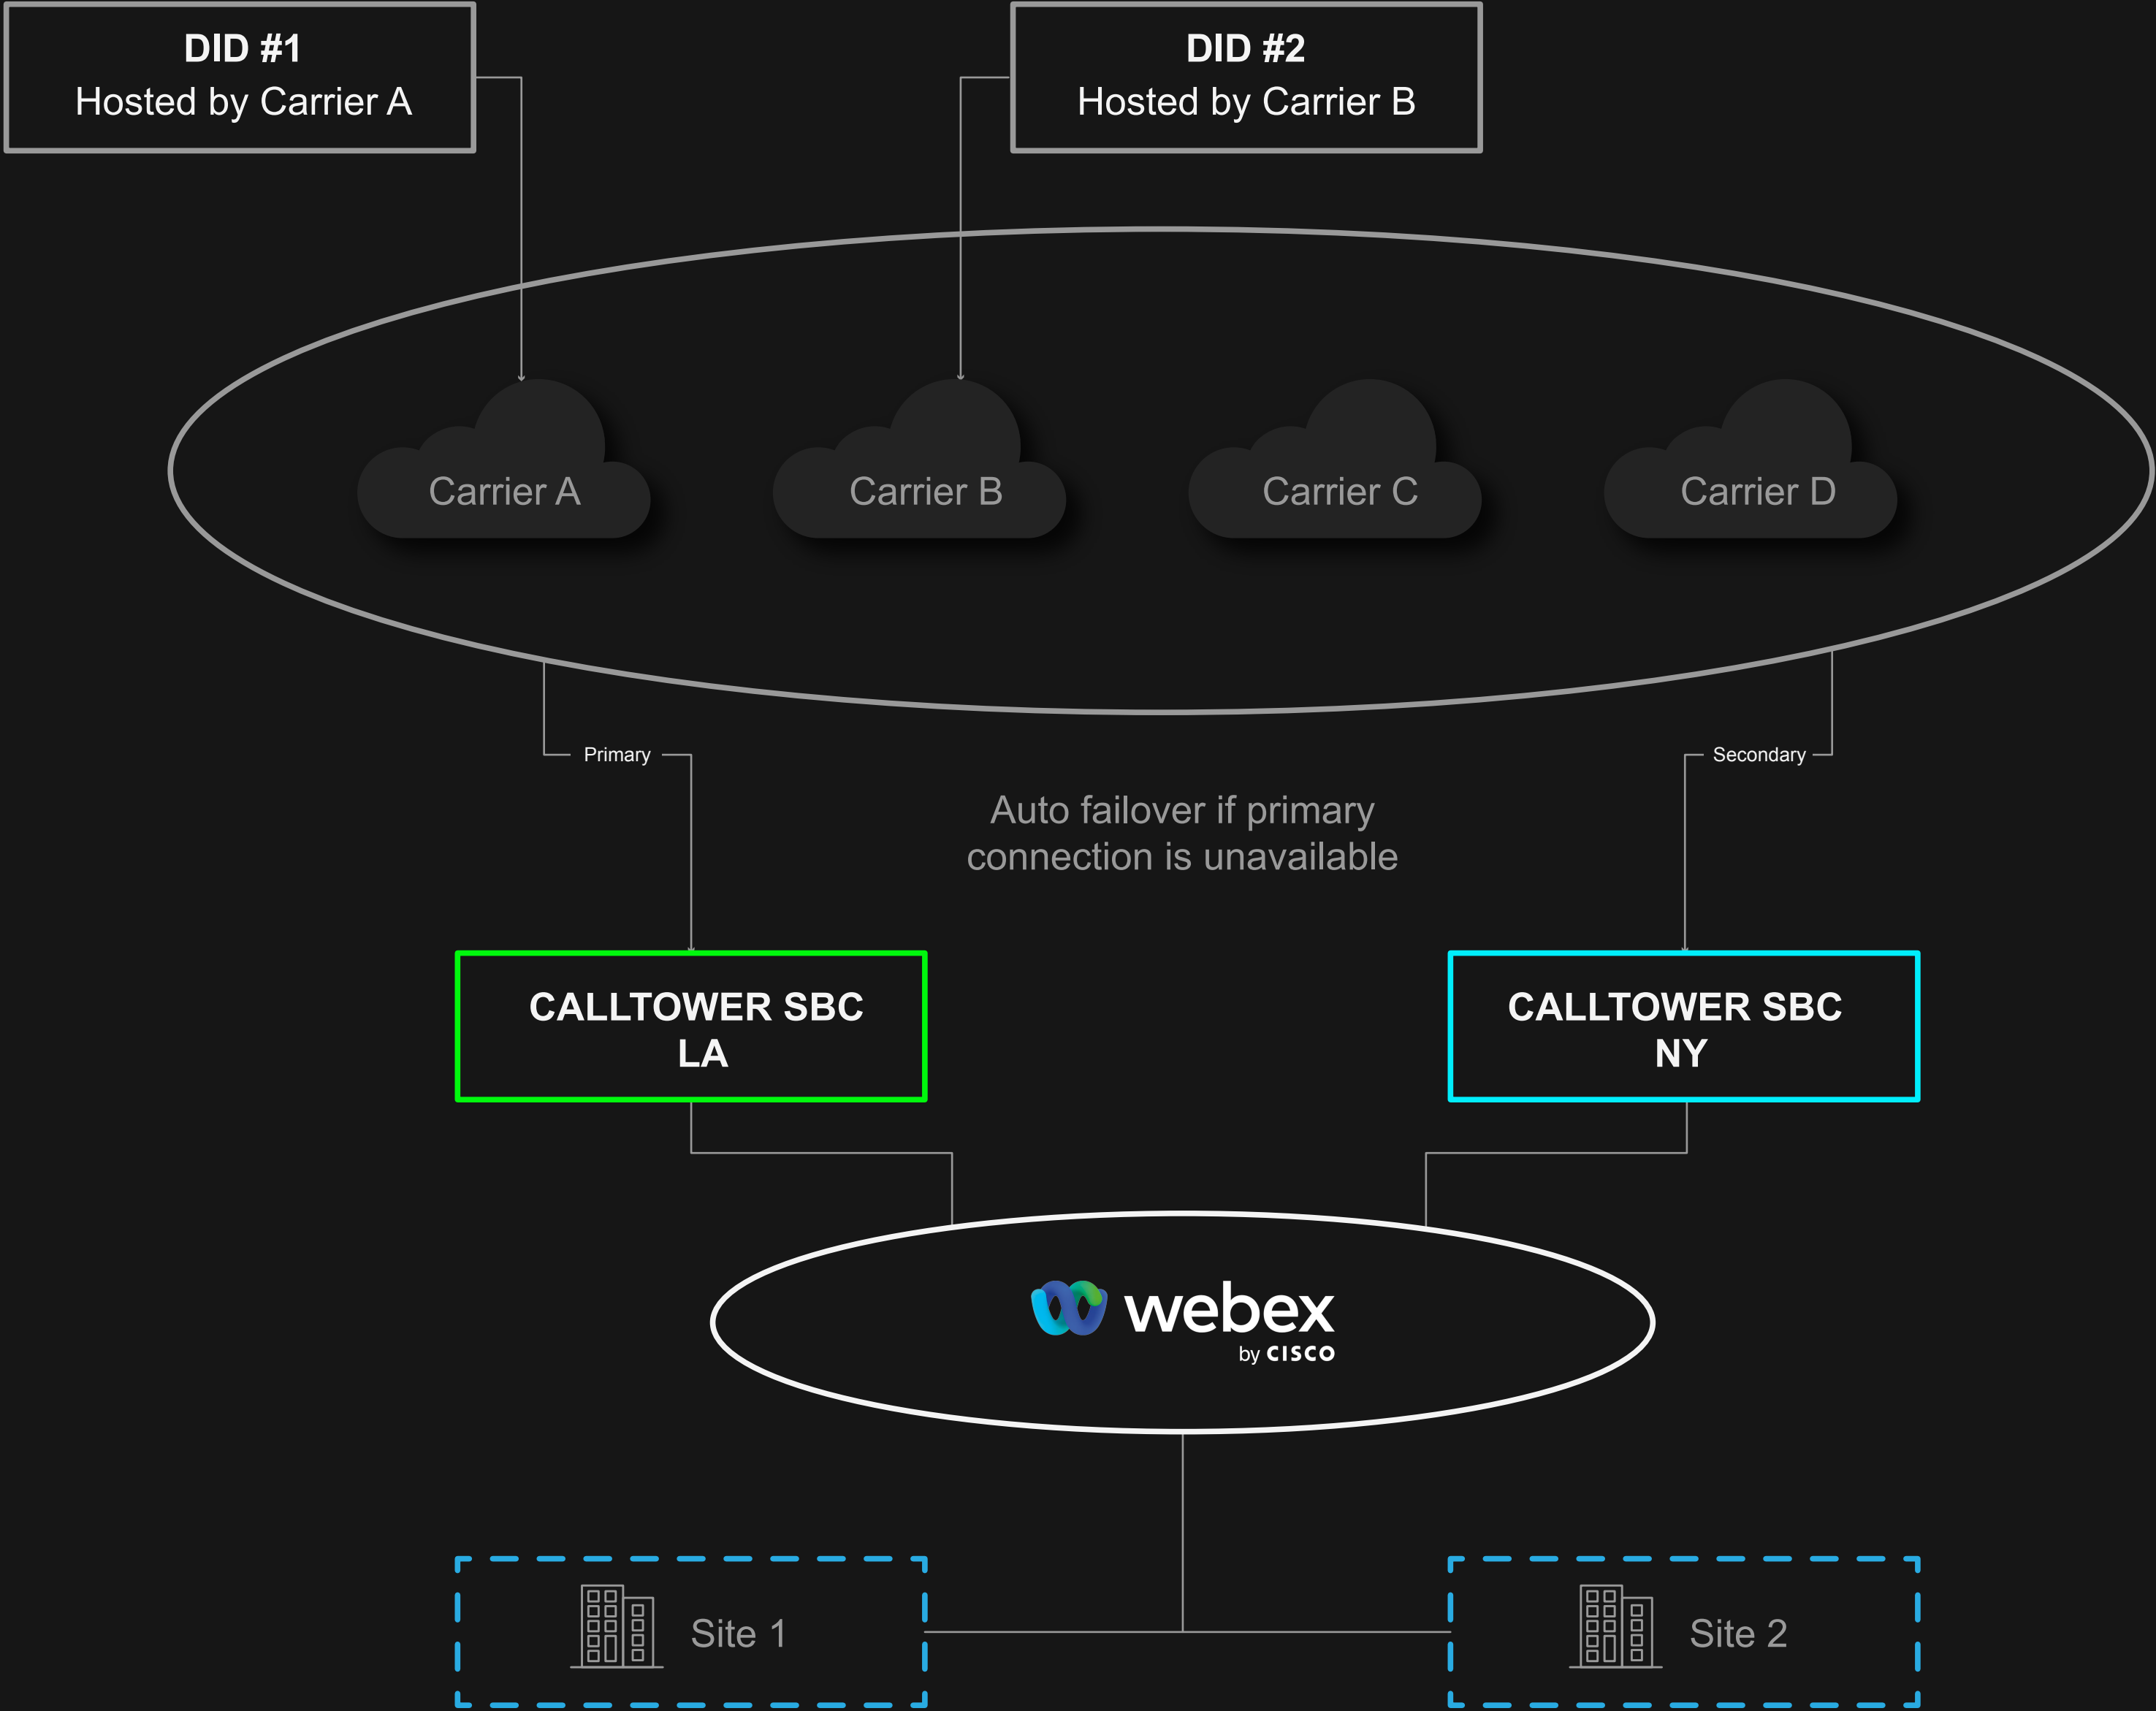 DID #1
Hosted by Carrier A
DID #2
Hosted by Carrier B
Carrier A
Carrier B
Carrier C
Carrier D
Primary
Secondary
Auto failover if primary
connection is unavailable
CALLTOWER SBC
LA
CALLTOWER SBC
NY
webex
by CISCO
Site 1
Site 2